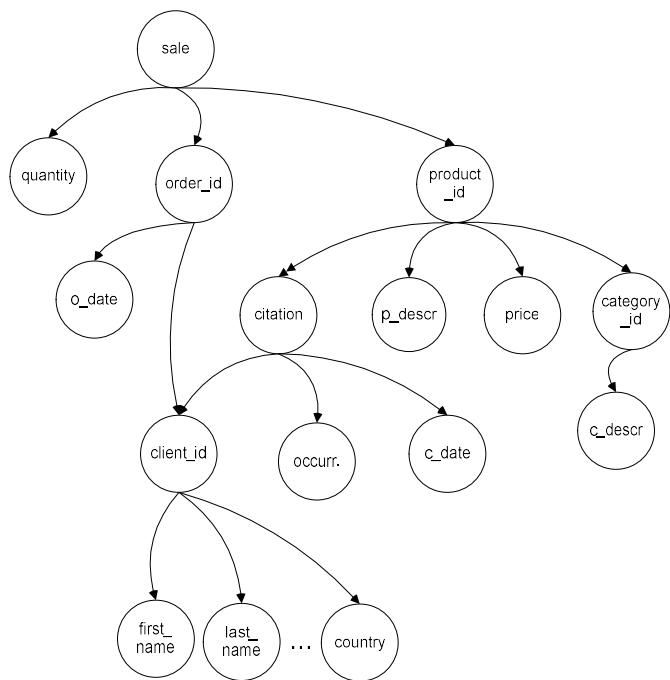 sale
quantity
order_id
product
_id
o_date
citation
p_descr
price
category
_id
client_id
occurr.
c_date
c_descr
first_
name
last_
name
...
country